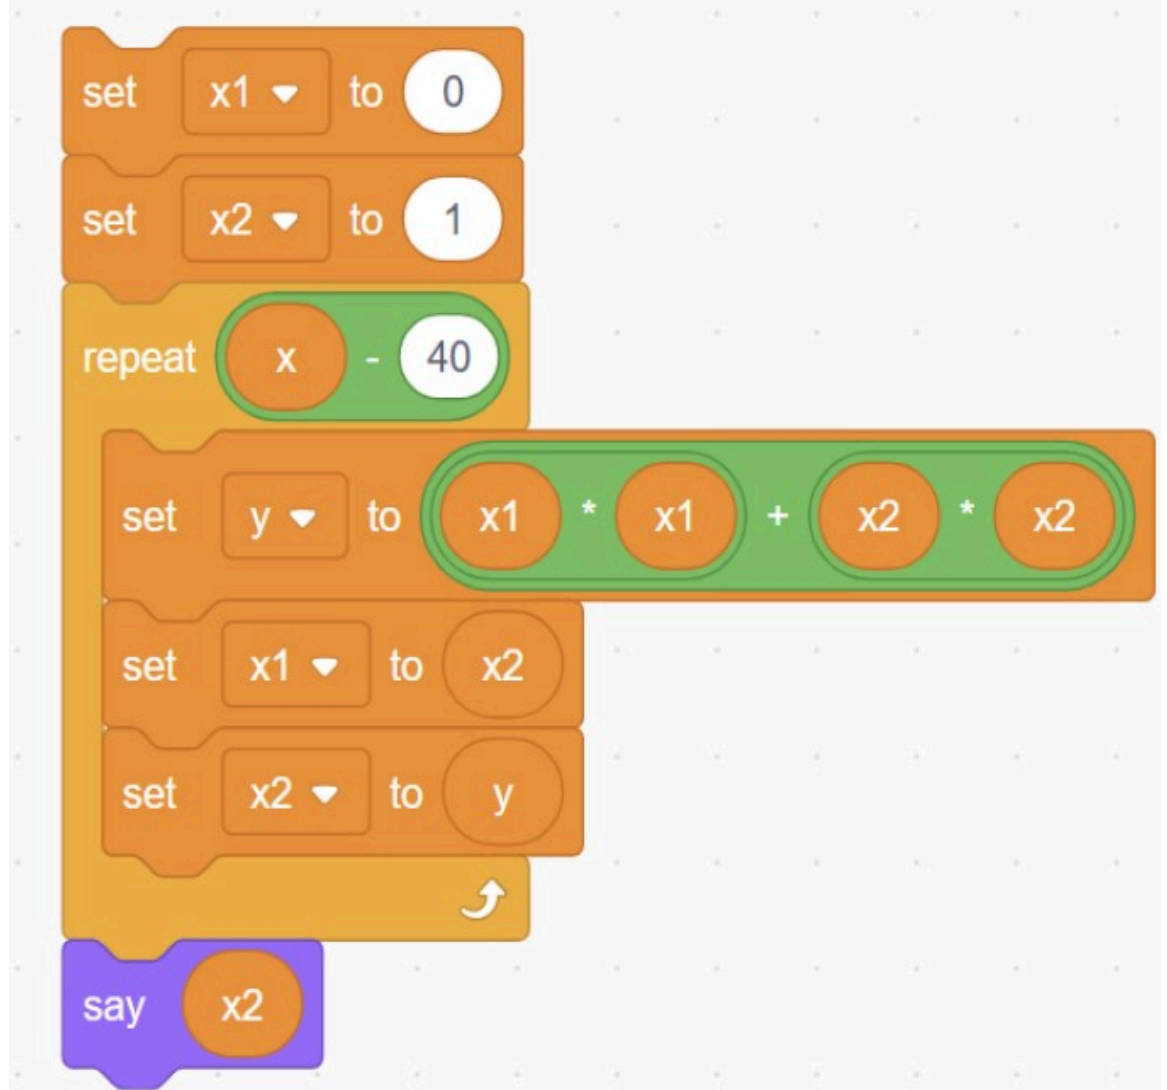 set x1 to 0
set x2 to 1
repeat x - 40
set y to x1 * x1 + x2 * x2
set x1 to x2
set x2 to y
say x2